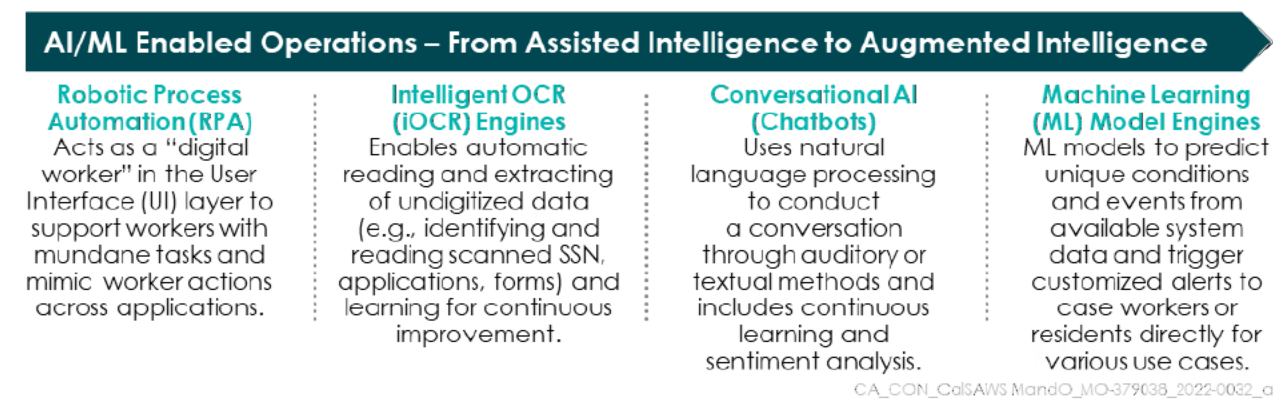 AI/ML Enabled Operations – From Assisted Intelligence to Augmented Intelligence
Robotic Process
Automation (RPA)
Acts as a “digital
worker” in the User
Interface (UI) layer to
support workers with
mundane tasks and
mimic worker actions
across applications.
Intelligent OCR
(iOCR) Engines
Enables automatic
reading and extracting
of undigitized data
(e.g., identifying and
reading scanned SSN,
applications, forms) and
learning for continuous
improvement.
Conversational AI
(Chatbots)
Uses natural
language processing
to conduct
a conversation
through auditory or
textual methods and
includes continuous
learning and
sentiment analysis.
Machine Learning
(ML) Model Engines
ML models to predict
unique conditions
and events from
available system
data and trigger
customized alerts to
case workers or
residents directly for
various use cases.
CA_CON_CalSAWS MandO_MO-379038_2022-0032_a